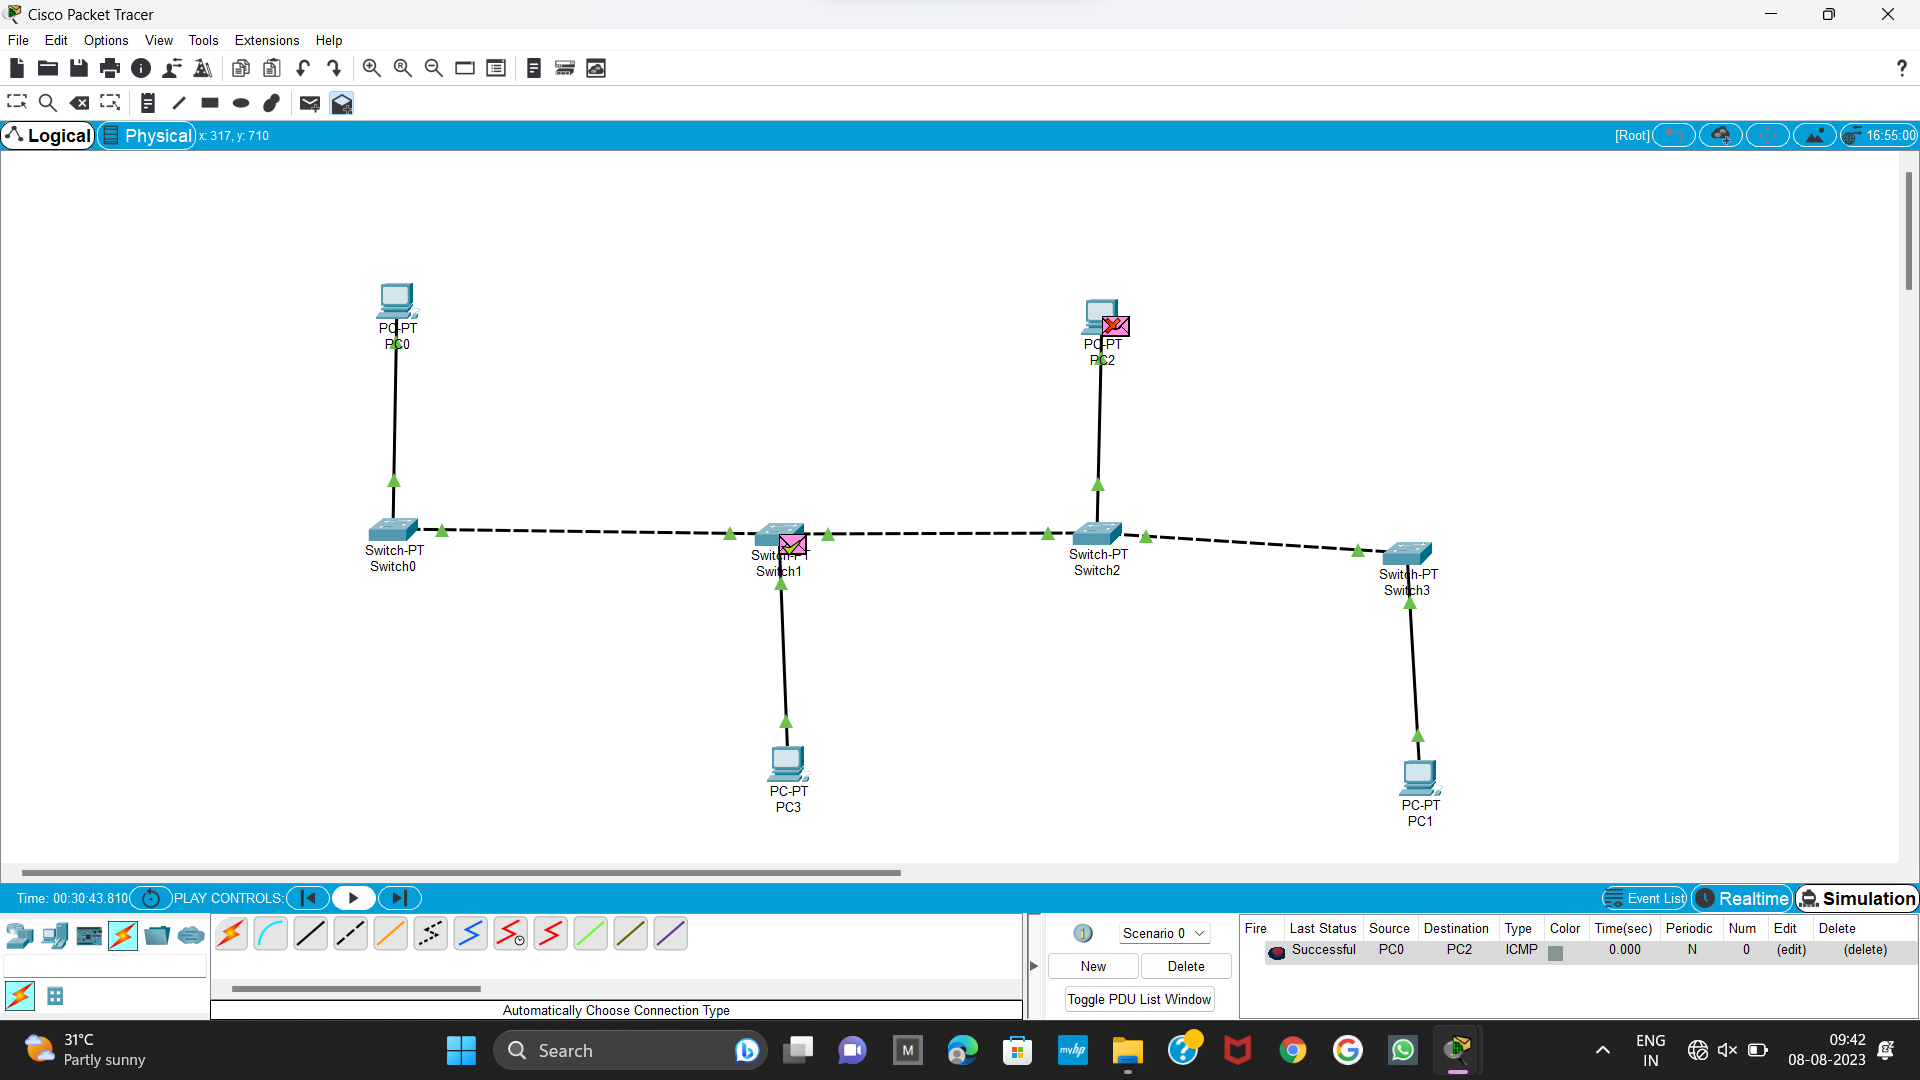 Cisco Packet Tracer
File Edit Options View Tools Extensions Help
?
Logical Physical x: 317, y: 710 [Root] 16:55:00
PC-PT
PC0
PC-PT
PC2
Switch-PT
Switch0
Switch-PT
Switch1
Switch-PT
Switch2
Switch-PT
Switch3
PC-PT
PC3
PC-PT
PC1
Time: 00:30:43.810 PLAY CONTROLS: Event List Realtime Simulation
Scenario 0
New Delete
Toggle PDU List Window
Fire Last Status Source Destination Type Color Time(sec) Periodic Num Edit Delete
Successful PC0 PC2 ICMP 0.000 N 0 (edit) (delete)
Automatically Choose Connection Type
31°C
Partly sunny
Search
M
myhp
ENG
IN
09:42
08-08-2023